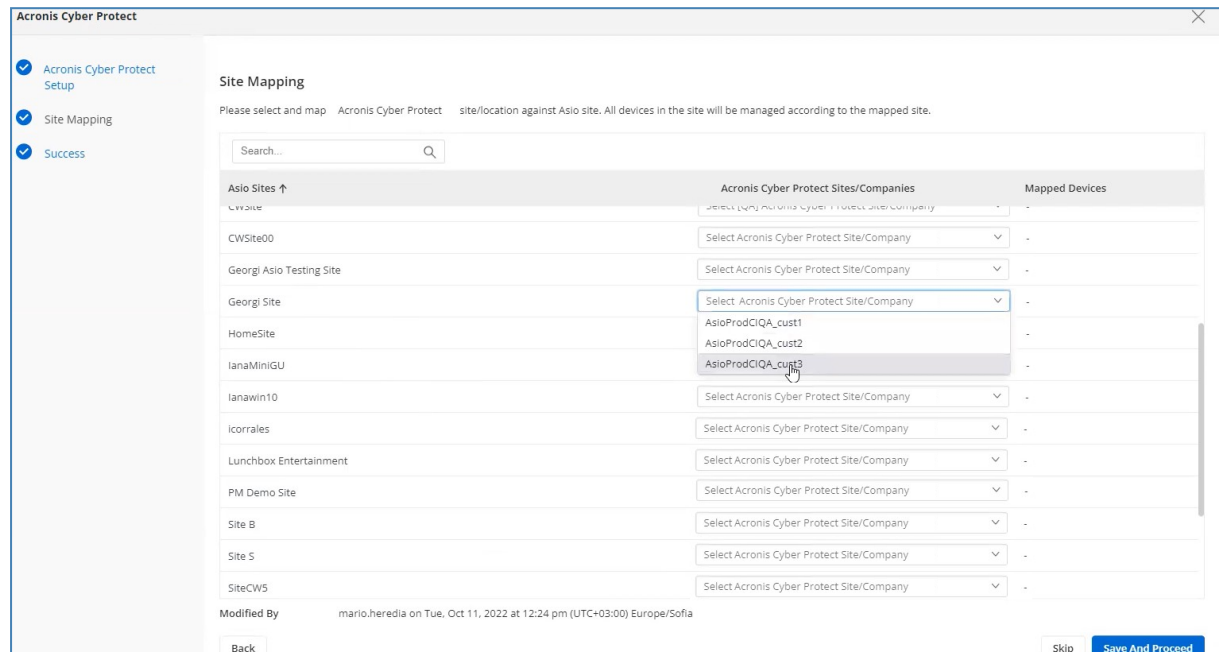 Acronis Cyber Protect
Acronis Cyber Protect
Setup
Site Mapping
Success
Site Mapping
Please select and map Acronis Cyber Protect site/location against Asio site. All devices in the site will be managed according to the mapped site.
Search...
Asio Sites ↑ Acronis Cyber Protect Sites/Companies Mapped Devices
CWSite Select [QA] Acronis Cyber Protect Site/Company -
CWSite00 Select Acronis Cyber Protect Site/Company -
Georgi Asio Testing Site Select Acronis Cyber Protect Site/Company -
Georgi Site Select Acronis Cyber Protect Site/Company -
AsioProdCIQA_cust1
HomeSite -
AsioProdCIQA_cust2
IanaMiniGU AsioProdCIQA_cust3 -
Ianawin10 Select Acronis Cyber Protect Site/Company -
icorrales Select Acronis Cyber Protect Site/Company -
Lunchbox Entertainment Select Acronis Cyber Protect Site/Company -
PM Demo Site Select Acronis Cyber Protect Site/Company -
Site B Select Acronis Cyber Protect Site/Company -
Site S Select Acronis Cyber Protect Site/Company -
SiteCW5 Select Acronis Cyber Protect Site/Company -
Modified By mario.heredia on Tue, Oct 11, 2022 at 12:24 pm (UTC+03:00) Europe/Sofia
Back Skip Save And Proceed